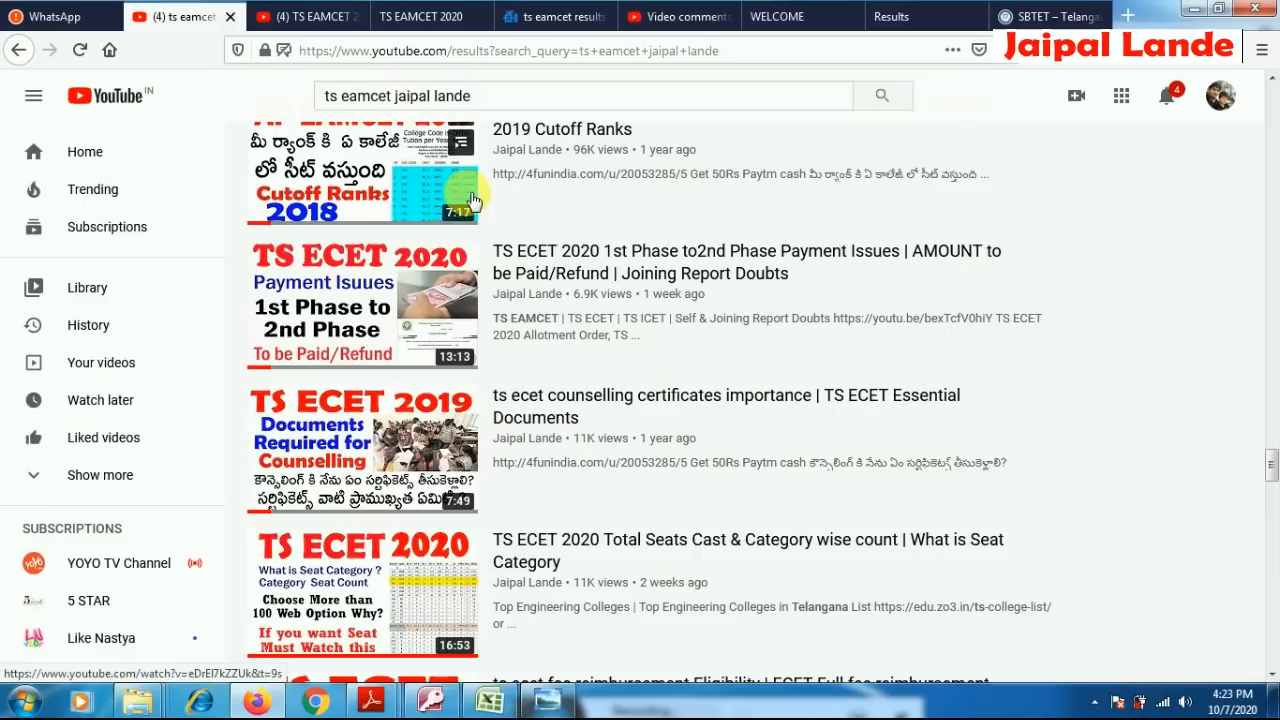 WhatsApp
(4) ts eamcet
(4) TS EAMCET 2
TS EAMCET 2020
ts eamcet results
Video comments
WELCOME
Results
SBTET – Telang
https://www.youtube.com/results?search_query=ts+eamcet+jaipal+lande
Jaipal Lande
YouTube IN
ts eamcet jaipal lande
4
Home
Trending
Subscriptions
Library
History
Your videos
Watch later
Liked videos
Show more
SUBSCRIPTIONS
YOYO TV Channel
5 STAR
Like Nastya
మీ ర్యాంక్ కి ఏ కాలేజీ
లో సీట్ వస్తుంది
Cutoff Ranks
2018
7:17
2019 Cutoff Ranks
Jaipal Lande • 96K views • 1 year ago
http://4funindia.com/u/20053285/5 Get 50Rs Paytm cash మీ ర్యాంక్ కి ఏ కాలేజీ లో సీట్ వస్తుంది ...
TS ECET 2020
Payment Isuues
1st Phase to
2nd Phase
To be Paid/Refund
13:13
TS ECET 2020 1st Phase to2nd Phase Payment Issues | AMOUNT to
be Paid/Refund | Joining Report Doubts
Jaipal Lande • 6.9K views • 1 week ago
TS EAMCET | TS ECET | TS ICET | Self & Joining Report Doubts https://youtu.be/bexTcfV0hiY TS ECET
2020 Allotment Order, TS ...
TS ECET 2019
Documents
Required for
Counselling
కౌన్సెలింగ్ కి నేను ఏం సర్టిఫికెట్స్ తీసుకెళ్లాలి?
సర్టిఫికెట్స్ వాటి ప్రాముఖ్యత ఏమిటి
7:49
ts ecet counselling certificates importance | TS ECET Essential
Documents
Jaipal Lande • 11K views • 1 year ago
http://4funindia.com/u/20053285/5 Get 50Rs Paytm cash కౌన్సెలింగ్ కి నేను ఏం సర్టిఫికెట్స్ తీసుకెళ్లాలి?
TS ECET 2020
What is Seat Category ?
Category Seat Count
Choose More than
100 Web Option Why?
If you want Seat
Must Watch this
16:53
TS ECET 2020 Total Seats Cast & Category wise count | What is Seat
Category
Jaipal Lande • 11K views • 2 weeks ago
Top Engineering Colleges | Top Engineering Colleges in Telangana List https://edu.zo3.in/ts-college-list/
or ...
https://www.youtube.com/watch?v=eDrEl7kZZUk&t=9s
4:23 PM
10/7/2020